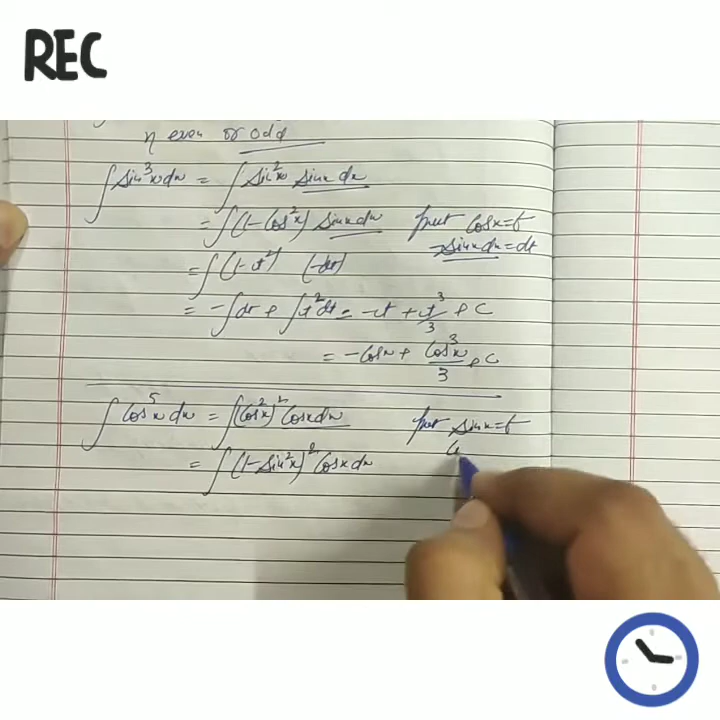 REC
n even or odd
∫ sin³x dx = ∫ sin²x sinx dx
= ∫ (1-cos²x) sinx dx put cosx=t
-sinx dx=dt
= ∫ (1-t²) (-dt)
= -∫dt + ∫t²dt = -t + t³/3 + C
= -cosx + cos³x/3 + C
∫ cos⁵x dx = ∫(cos²x)² cosx dx put sinx=t
= ∫ (1-sin²x)² cosx dx